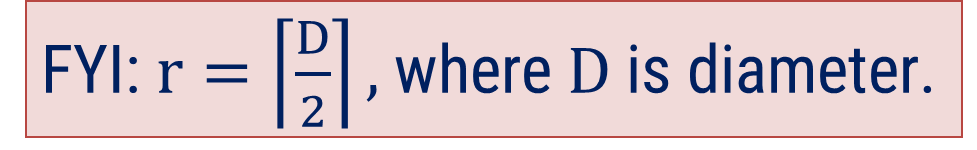 FYI: r = ⌈D/2⌉, where D is diameter.